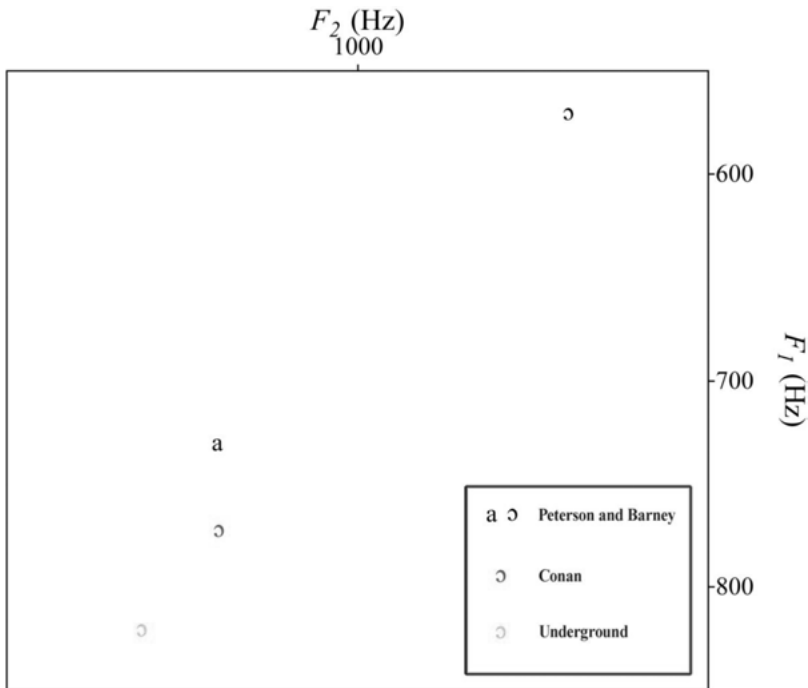 F₂ (Hz)
1000
ɔ
600
F₁ (Hz)
700
a
ɔ
800
ɔ
a ɔ Peterson and Barney
ɔ Conan
ɔ Underground